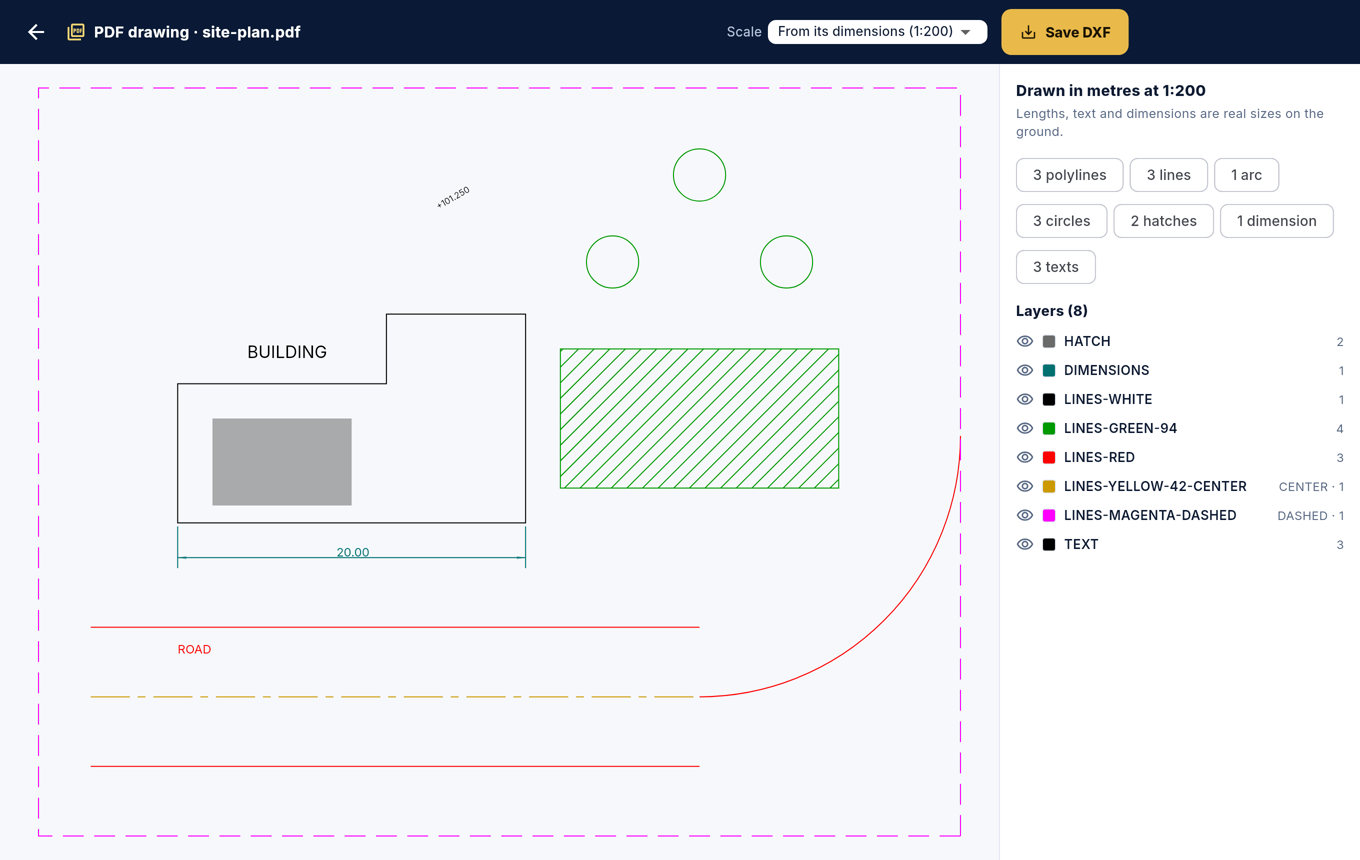 PDF drawing · site-plan.pdf
Scale
From its dimensions (1:200)
Save DXF
+101.250
BUILDING
20.00
ROAD
Drawn in metres at 1:200
Lengths, text and dimensions are real sizes on the
ground.
3 polylines
3 lines
1 arc
3 circles
2 hatches
1 dimension
3 texts
Layers (8)
HATCH 2
DIMENSIONS 1
LINES-WHITE 1
LINES-GREEN-94 4
LINES-RED 3
LINES-YELLOW-42-CENTER CENTER · 1
LINES-MAGENTA-DASHED DASHED · 1
TEXT 3